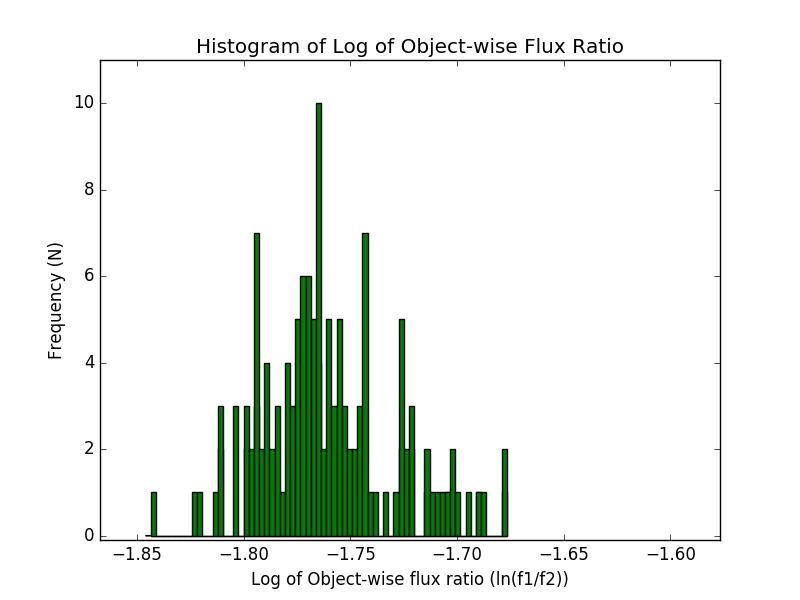 Histogram of Log of Object-wise Flux Ratio
10
8
6
4
2
0
Frequency (N)
−1.85 −1.80 −1.75 −1.70 −1.65 −1.60
Log of Object-wise flux ratio (ln(f1/f2))